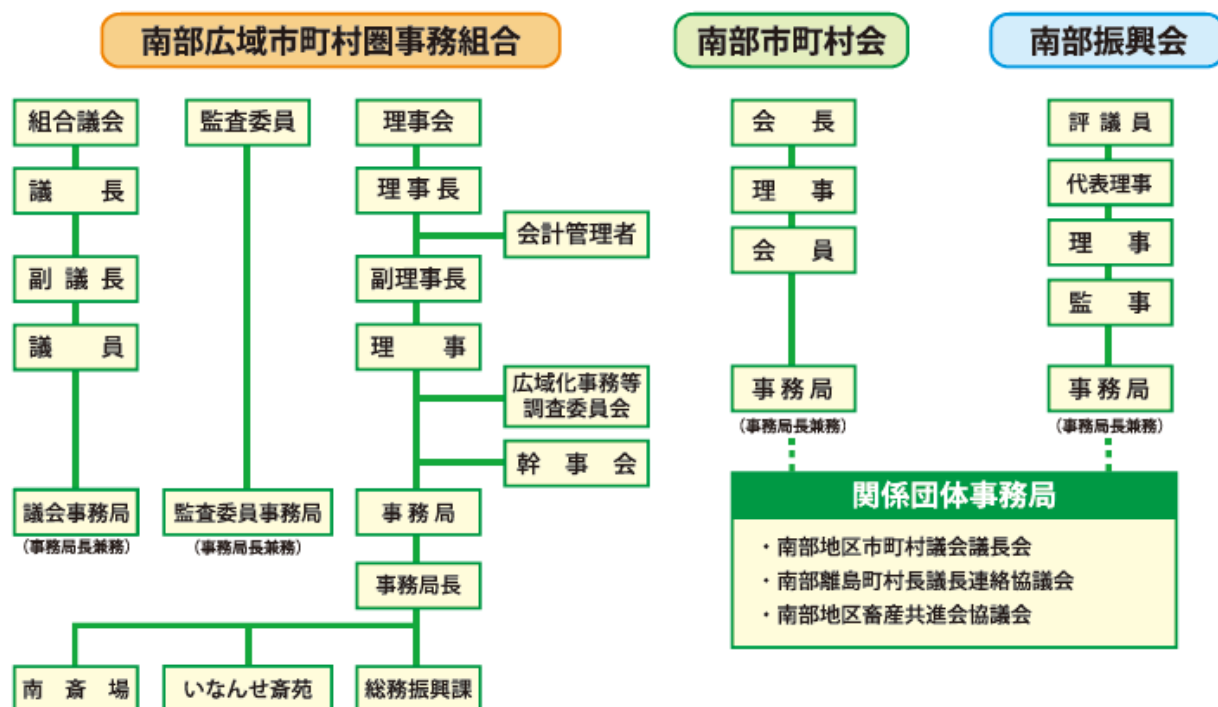 南部広域市町村圏事務組合
組合議会
議長
副議長
議員
議会事務局
(事務局長兼務)
監査委員
監査委員事務局
(事務局長兼務)
理事会
理事長
会計管理者
副理事長
理事
広域化事務等
調査委員会
幹事会
事務局
事務局長
南斎場
いなんせ斎苑
総務振興課
南部市町村会
会長
理事
会員
事務局
(事務局長兼務)
南部振興会
評議員
代表理事
理事
監事
事務局
(事務局長兼務)
関係団体事務局
・南部地区市町村議会議長会
・南部離島町村長議長連絡協議会
・南部地区畜産共進会協議会